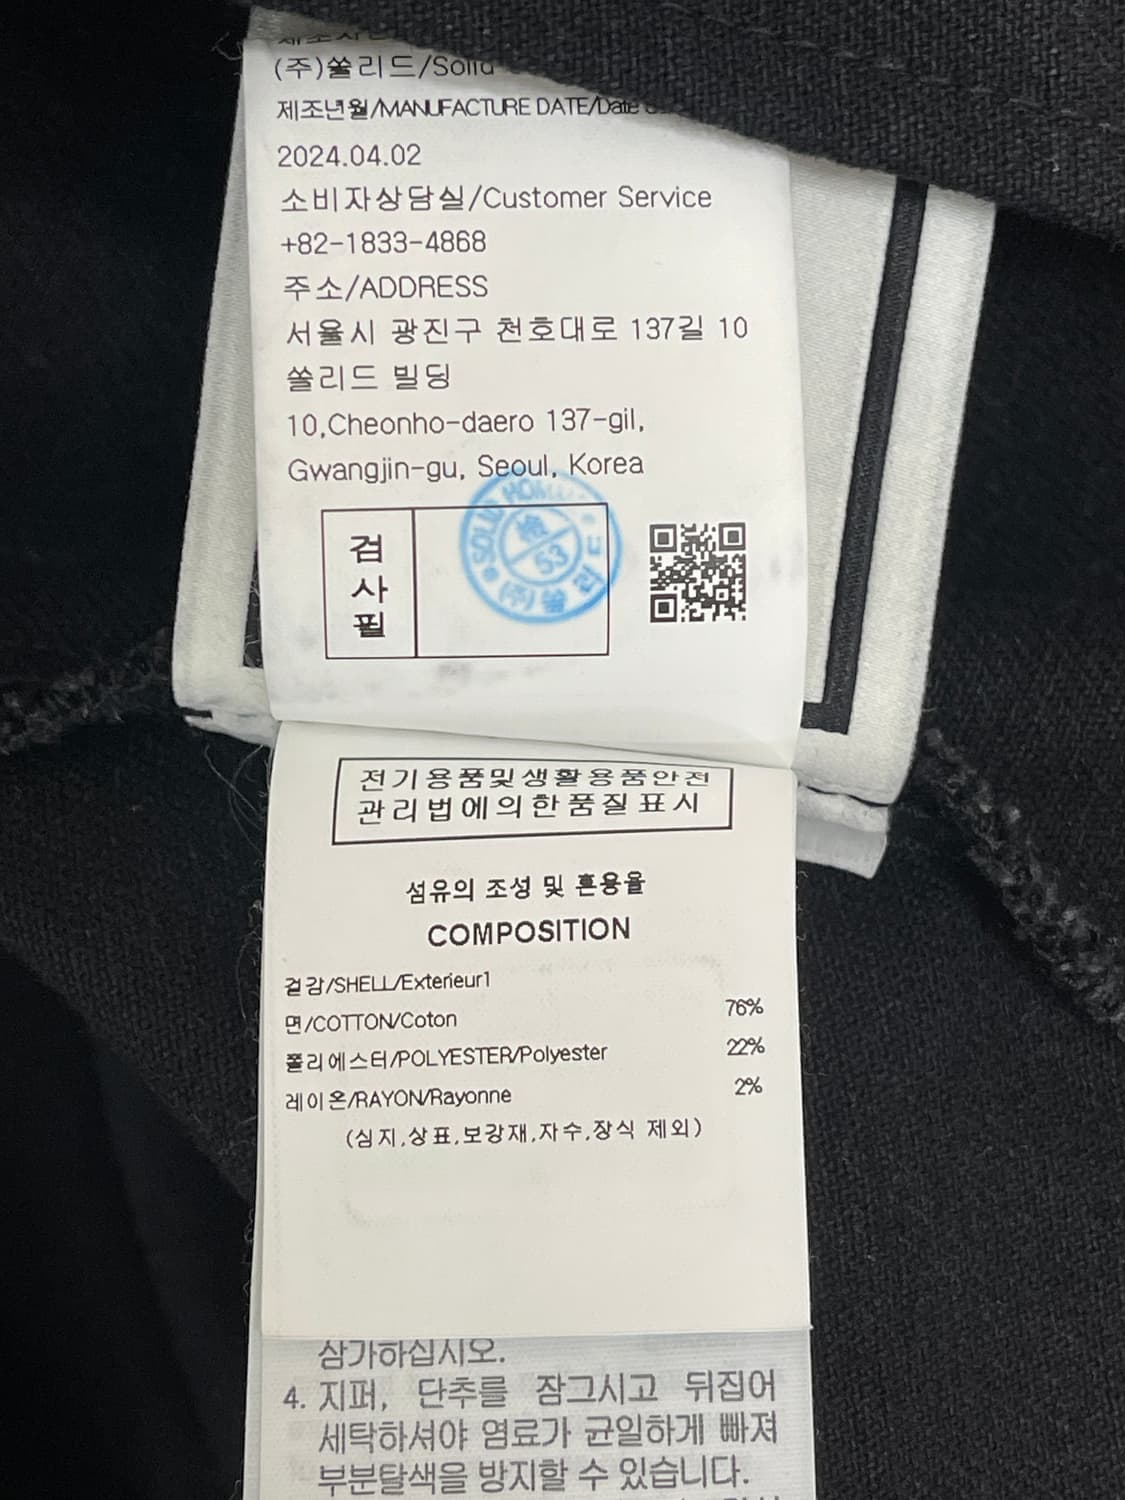 (주)쏠리드/Solid
제조년월/MANUFACTURE DATE/Date
2024.04.02
소비자상담실/Customer Service
+82-1833-4868
주소/ADDRESS
서울시 광진구 천호대로 137길 10
쏠리드 빌딩
10,Cheonho-daero 137-gil,
Gwangjin-gu, Seoul, Korea
검사필
SOLID HOM
檢
53
(주)쏠리드
전기용품및생활용품안전
관리법에의한품질표시
섬유의 조성 및 혼용율
COMPOSITION
겉감/SHELL/Exterieur1
면/COTTON/Coton 76%
폴리에스터/POLYESTER/Polyester 22%
레이온/RAYON/Rayonne 2%
(심지,상표,보강재,자수,장식 제외)
삼가하십시오.
4. 지퍼, 단추를 잠그시고 뒤집어
세탁하셔야 염료가 균일하게 빠져
부분탈색을 방지할 수 있습니다.